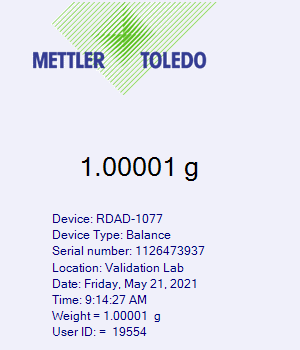 METTLER TOLEDO
1.00001 g
Device: RDAD-1077
Device Type: Balance
Serial number: 1126473937
Location: Validation Lab
Date: Friday, May 21, 2021
Time: 9:14:27 AM
Weight = 1.00001  g
User ID: =  19554